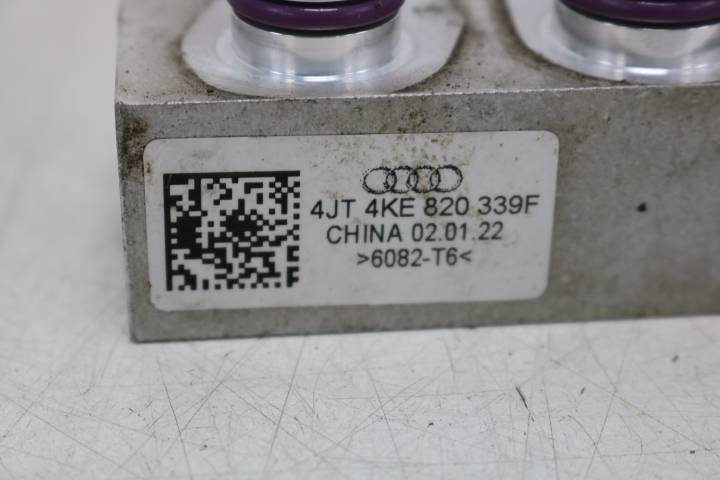 4JT 4KE 820 339F
CHINA 02.01.22
>6082-T6<